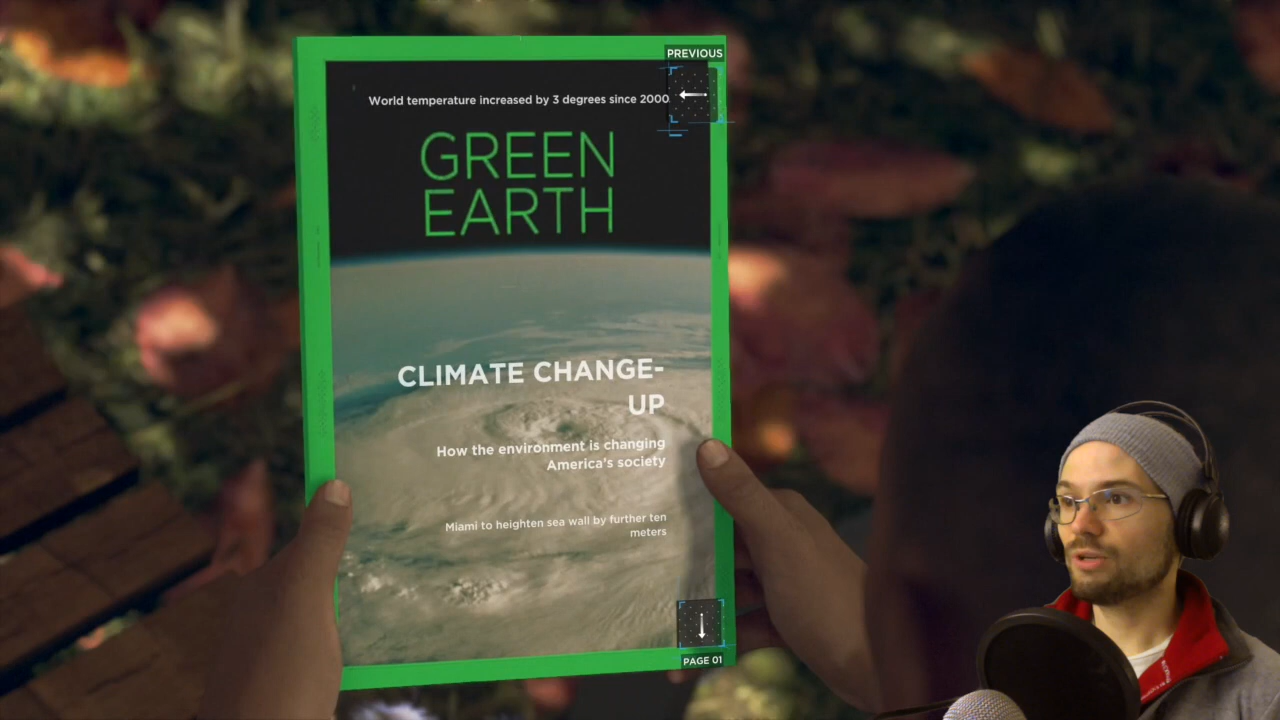 PREVIOUS
World temperature increased by 3 degrees since 2000
GREEN
EARTH
CLIMATE CHANGE-
UP
How the environment is changing
America's society
Miami to heighten sea wall by further ten
meters
PAGE 01